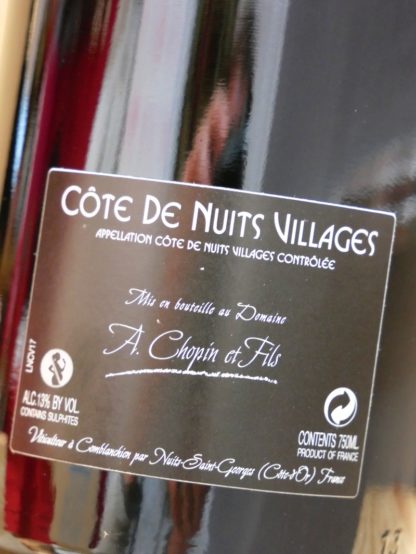 CÔTE DE NUITS VILLAGES
APPELLATION CÔTE DE NUITS VILLAGES CONTRÔLÉE
Mis en bouteille au Domaine
A. Chopin et Fils
LNCV17
ALC.13% BY VOL.
CONTAINS SULPHITES
CONTENTS 750ML
PRODUCT OF FRANCE
Viticulteur à Comblanchien par Nuits-Saint-Georges (Côte-d'Or) France
13